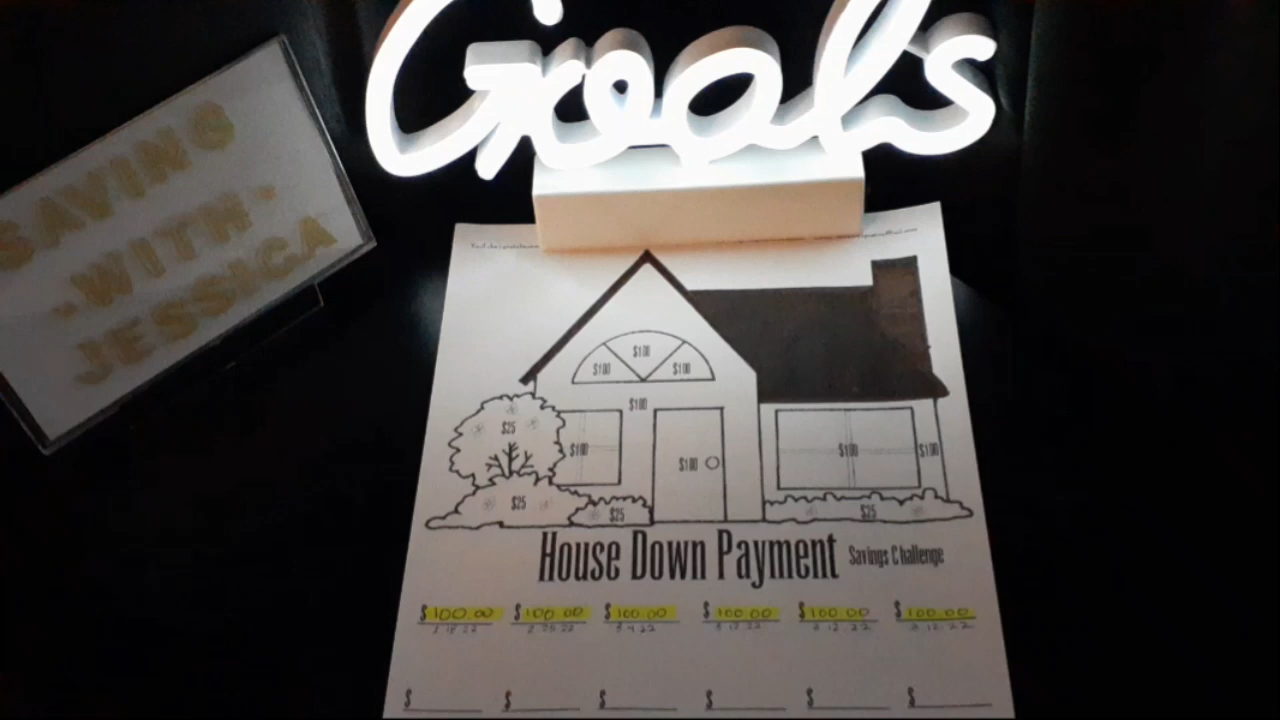 Goals
SAVING
-WITH-
JESSICA
$100
$100 $100
$100
$25
$100 $100 $100 $100
$25 $25 $25
House Down Payment Savings Challenge
$100.00 $100.00 $100.00 $100.00 $100.00 $100.00
$ $ $ $ $ $